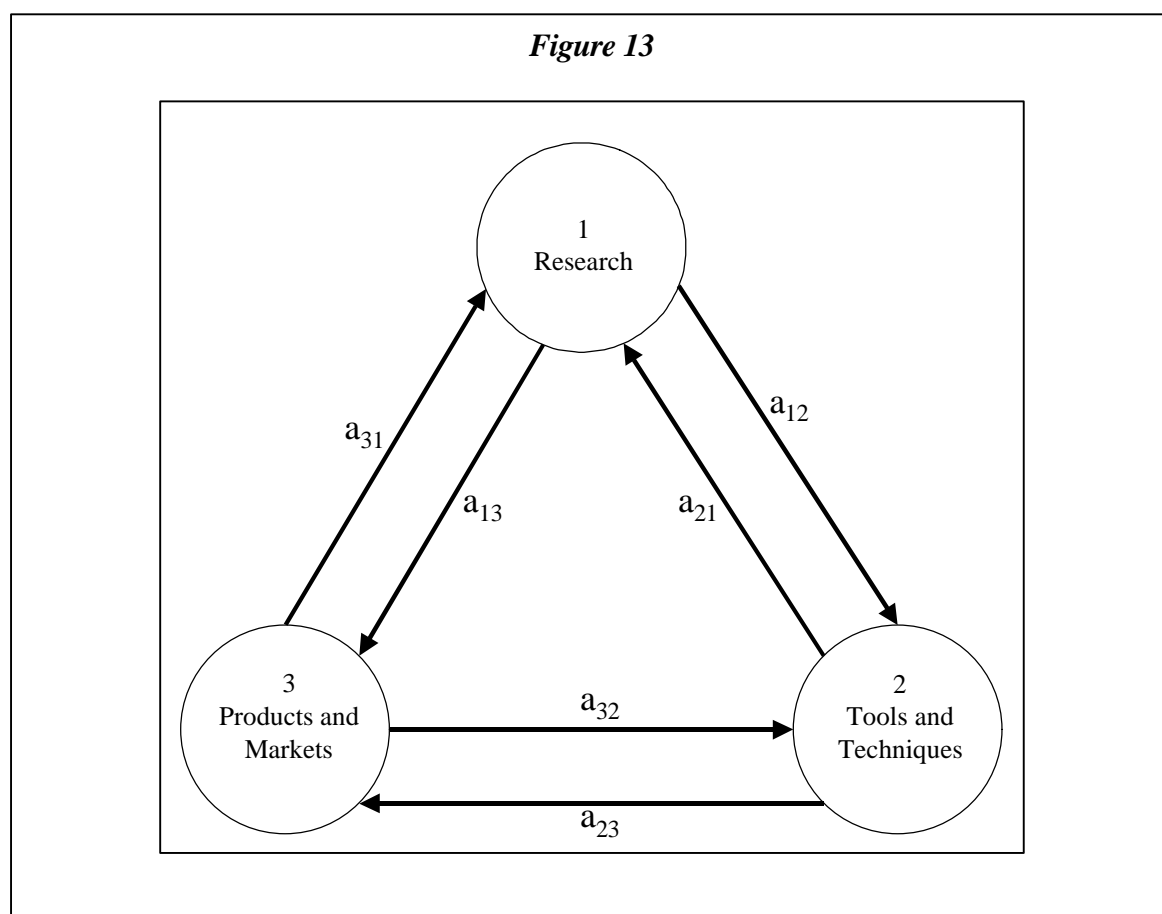 Figure 13
1
Research
a12
a31
a13
a21
3
Products and
Markets
a32
2
Tools and
Techniques
a23